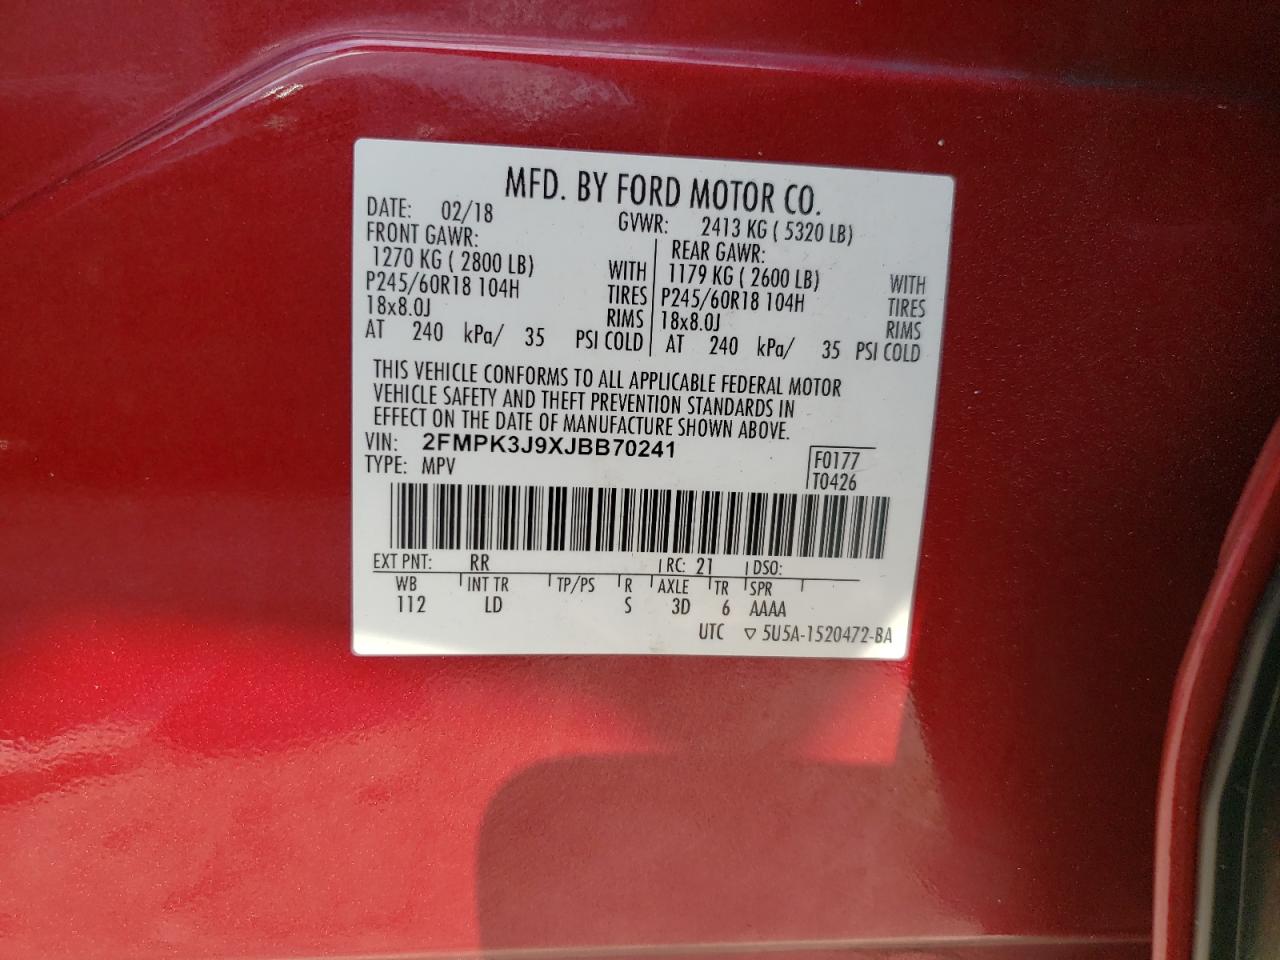 MFD. BY FORD MOTOR CO.
DATE: 02/18 GVWR: 2413 KG ( 5320 LB)
FRONT GAWR: REAR GAWR:
1270 KG ( 2800 LB) WITH 1179 KG ( 2600 LB) WITH
P245/60R18 104H TIRES P245/60R18 104H TIRES
18x8.0J RIMS 18x8.0J RIMS
AT 240 kPa/ 35 PSI COLD AT 240 kPa/ 35 PSI COLD
THIS VEHICLE CONFORMS TO ALL APPLICABLE FEDERAL MOTOR
VEHICLE SAFETY AND THEFT PREVENTION STANDARDS IN
EFFECT ON THE DATE OF MANUFACTURE SHOWN ABOVE.
VIN: 2FMPK3J9XJBB70241 F0177
TYPE: MPV T0426
EXT PNT: RR RC: 21 DSO:
WB INT TR TP/PS R AXLE TR SPR
112 LD S 3D 6 AAAA
UTC ▽ 5U5A-1520472-BA